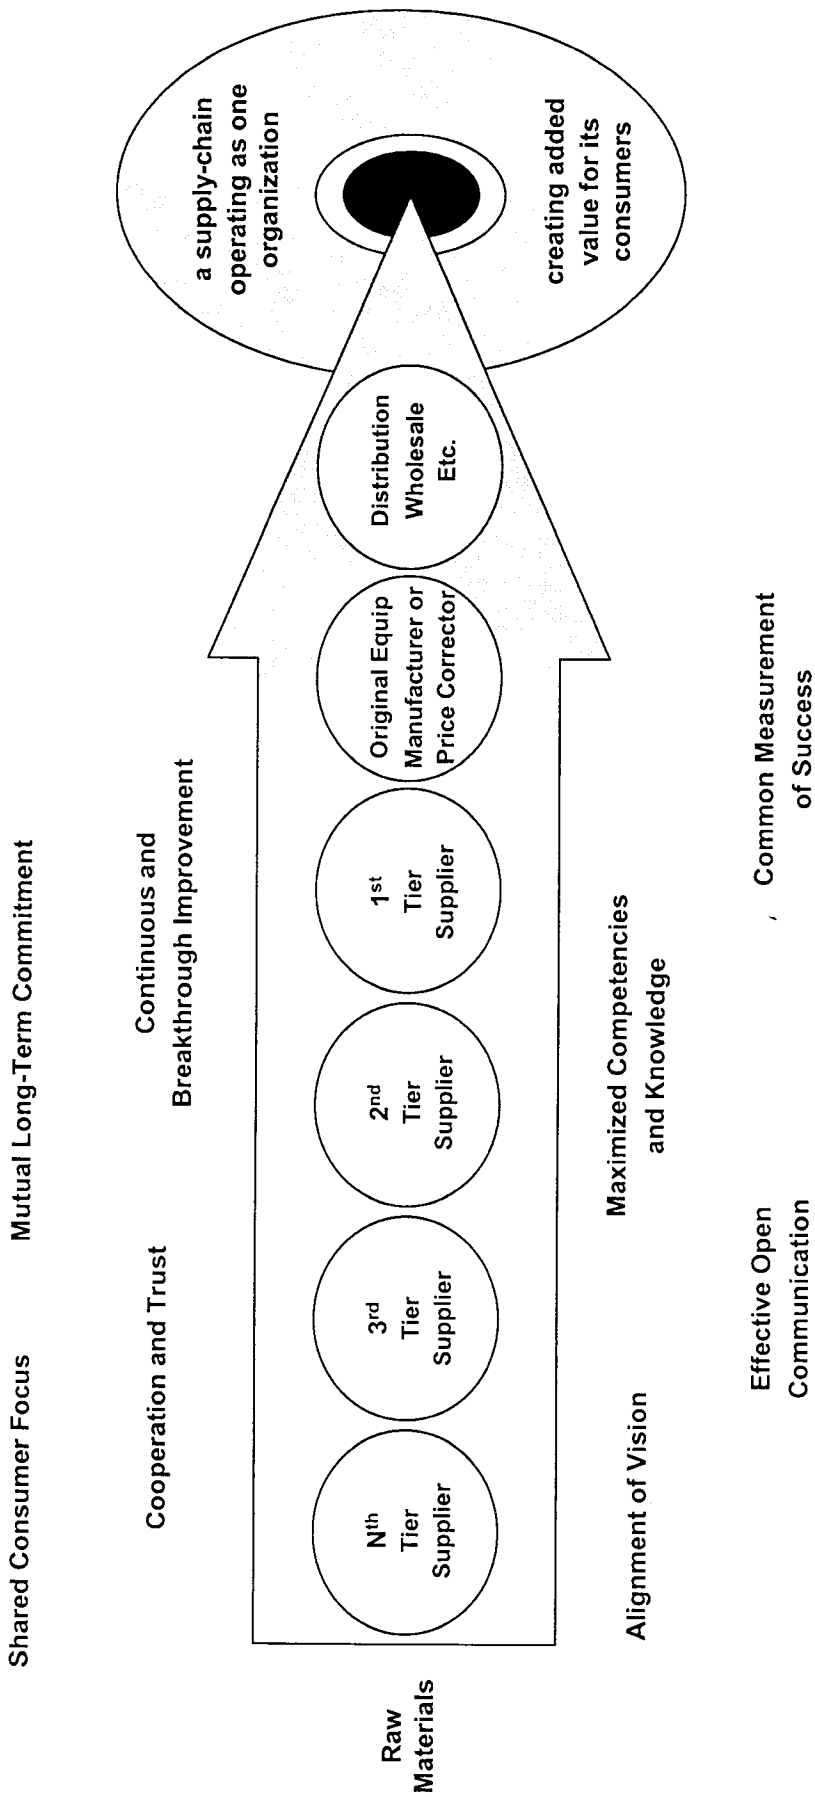 Shared Consumer Focus
Mutual Long-Term Commitment
Cooperation and Trust
Continuous and
Breakthrough Improvement
Raw
Materials
Nth
Tier
Supplier
3rd
Tier
Supplier
2nd
Tier
Supplier
1st
Tier
Supplier
Original Equip
Manufacturer or
Price Corrector
Distribution
Wholesale
Etc.
a supply-chain
operating as one
organization
creating added
value for its
consumers
Alignment of Vision
Maximized Competencies
and Knowledge
Effective Open
Communication
Common Measurement
of Success